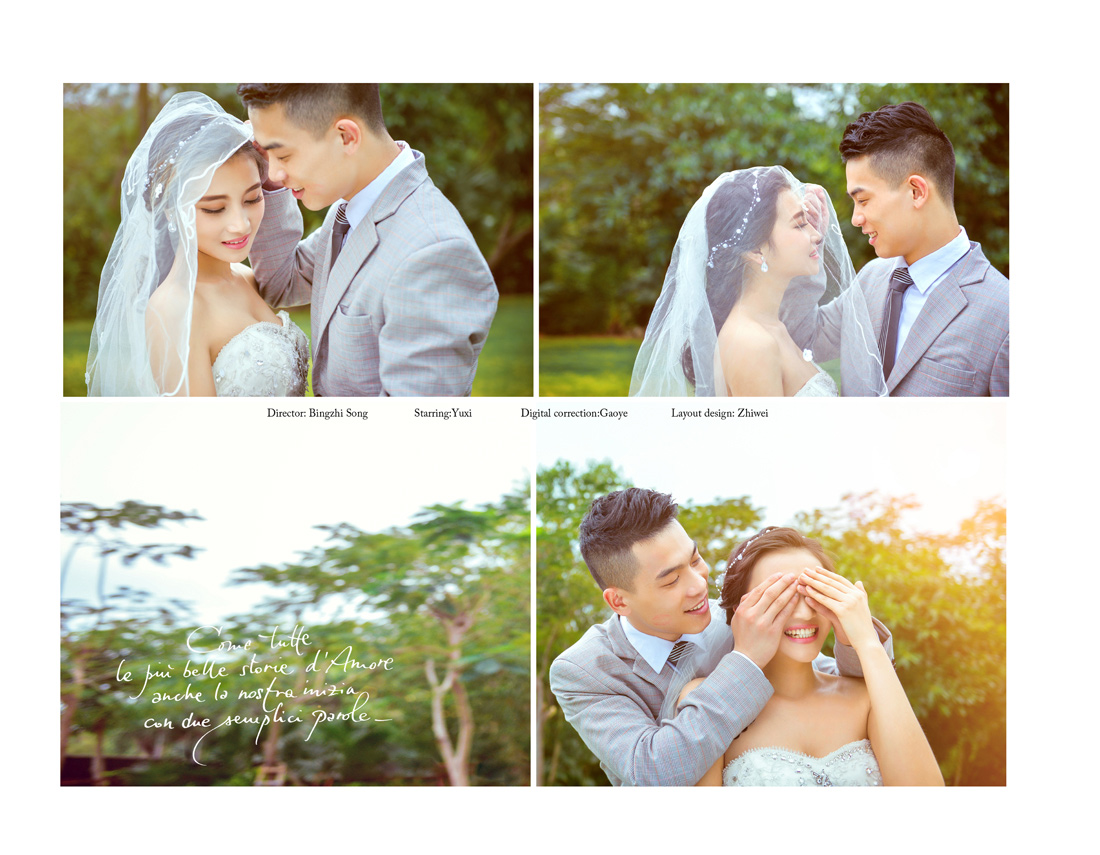 Director: Bingzhi Song Starring:Yuxi Digital correction:Gaoye Layout design: Zhiwei
Come tutte
le più belle storie d'Amore
anche la nostra inizia
con due semplici parole_